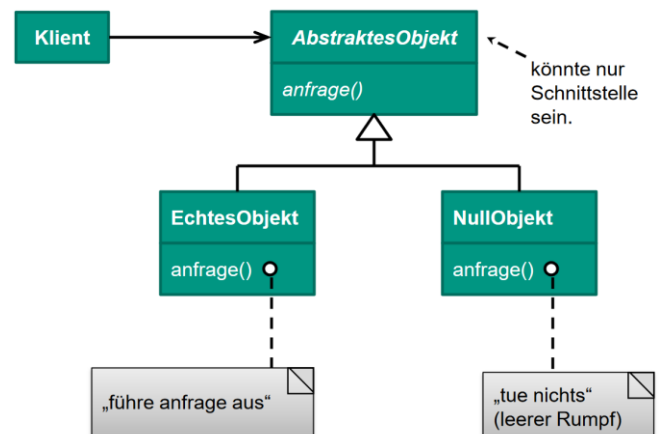 Klient
AbstraktesObjekt
anfrage()
könnte nur
Schnittstelle
sein.
EchtesObjekt
anfrage()
NullObjekt
anfrage()
„führe anfrage aus“
„tue nichts“
(leerer Rumpf)